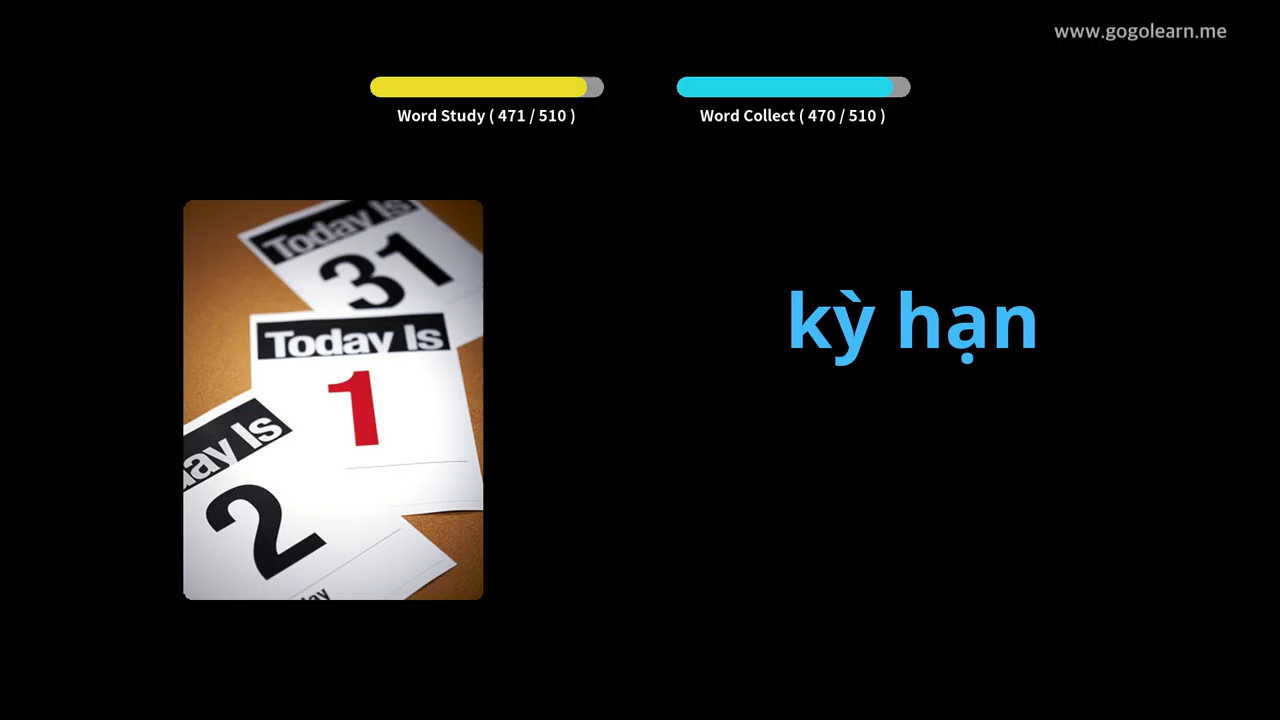 www.gogolearn.me
Word Study ( 471 / 510 )
Word Collect ( 470 / 510 )
Today Is
31
Today Is
1
ay Is
2
ay
kỳ hạn